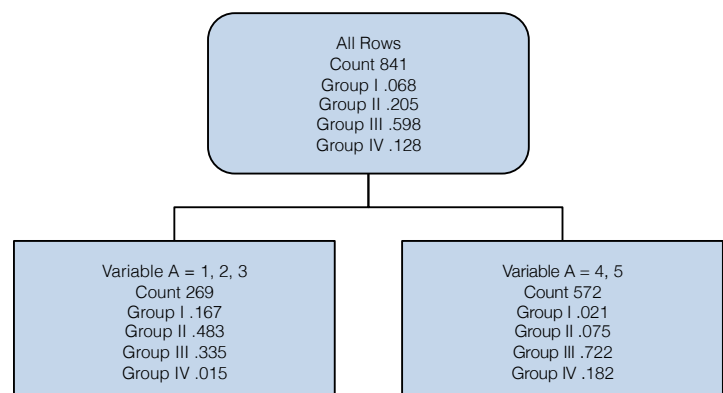 All Rows
Count 841
Group I .068
Group II .205
Group III .598
Group IV .128
Variable A = 1, 2, 3
Count 269
Group I .167
Group II .483
Group III .335
Group IV .015
Variable A = 4, 5
Count 572
Group I .021
Group II .075
Group III .722
Group IV .182